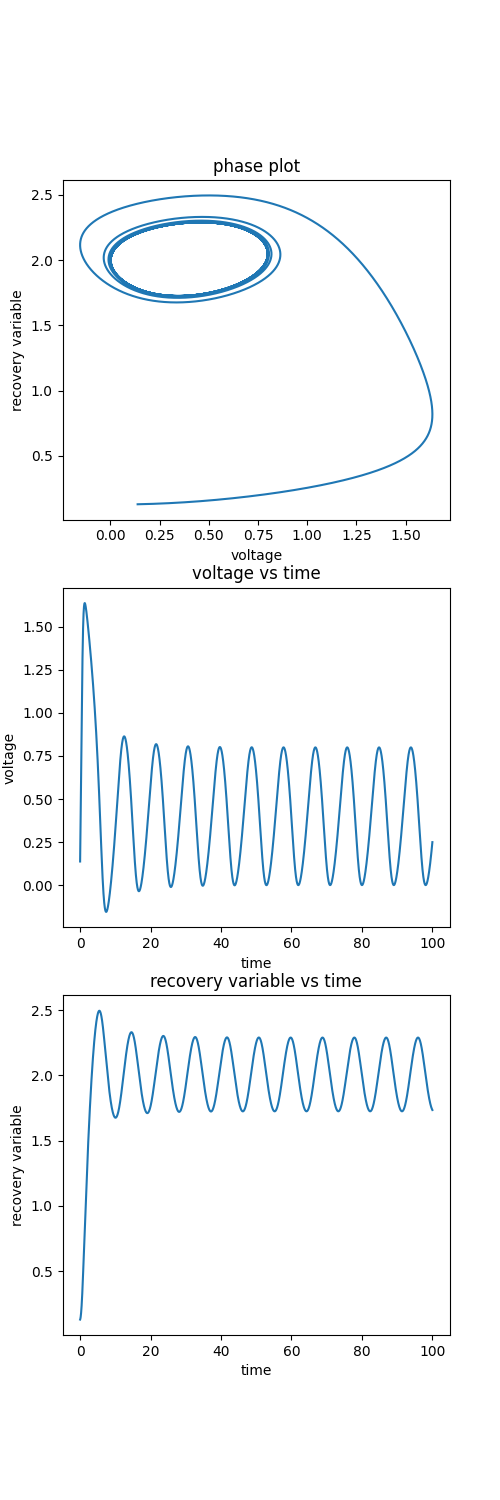 phase plot
2.5
2.0
1.5
1.0
0.5
recovery variable
0.00 0.25 0.50 0.75 1.00 1.25 1.50
voltage
voltage vs time
1.50
1.25
1.00
0.75
0.50
0.25
0.00
voltage
0 20 40 60 80 100
time
recovery variable vs time
2.5
2.0
1.5
1.0
0.5
recovery variable
0 20 40 60 80 100
time